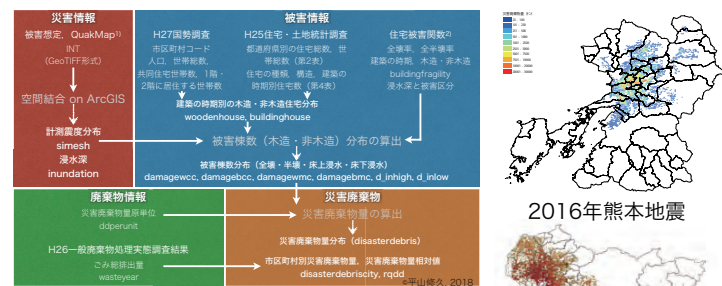 災害情報
被害想定，QuakMap1)
INT
(GeoTIFF形式)
空間結合 on ArcGIS
計測震度分布
simesh
浸水深
inundation
被害情報
H27国勢調査
市区町村コード
人口，世帯総数，
共同住宅世帯数，1階・
2階に居住する世帯数
H25住宅・土地統計調査
都道府県別の住宅総数，世
帯総数（第2表）
住宅の種類，構造，建築の
時期別住宅数（第4表）
住宅被害関数2)
全壊率，全半壊率
建築の時期，木造・非木造
buildingfragility
浸水深と被害区分
建築の時期別の木造・非木造住宅分布
woodenhouse, buildinghouse
被害棟数（木造・非木造）分布の算出
被害棟数分布（全壊・半壊・床上浸水・床下浸水）
damagewcc, damagebcc, damagewmc, damagebmc, d_inhigh, d_inlow
廃棄物情報
災害廃棄物量原単位
ddperunit
H26一般廃棄物処理実態調査結果
ごみ総排出量
wasteyear
災害廃棄物
災害廃棄物量の算出
災害廃棄物量分布（disasterdebris）
市区町村別災害廃棄物量，災害廃棄物量相対値
disasterdebriscity, rqdd
©平山修久, 2018
2016年熊本地震